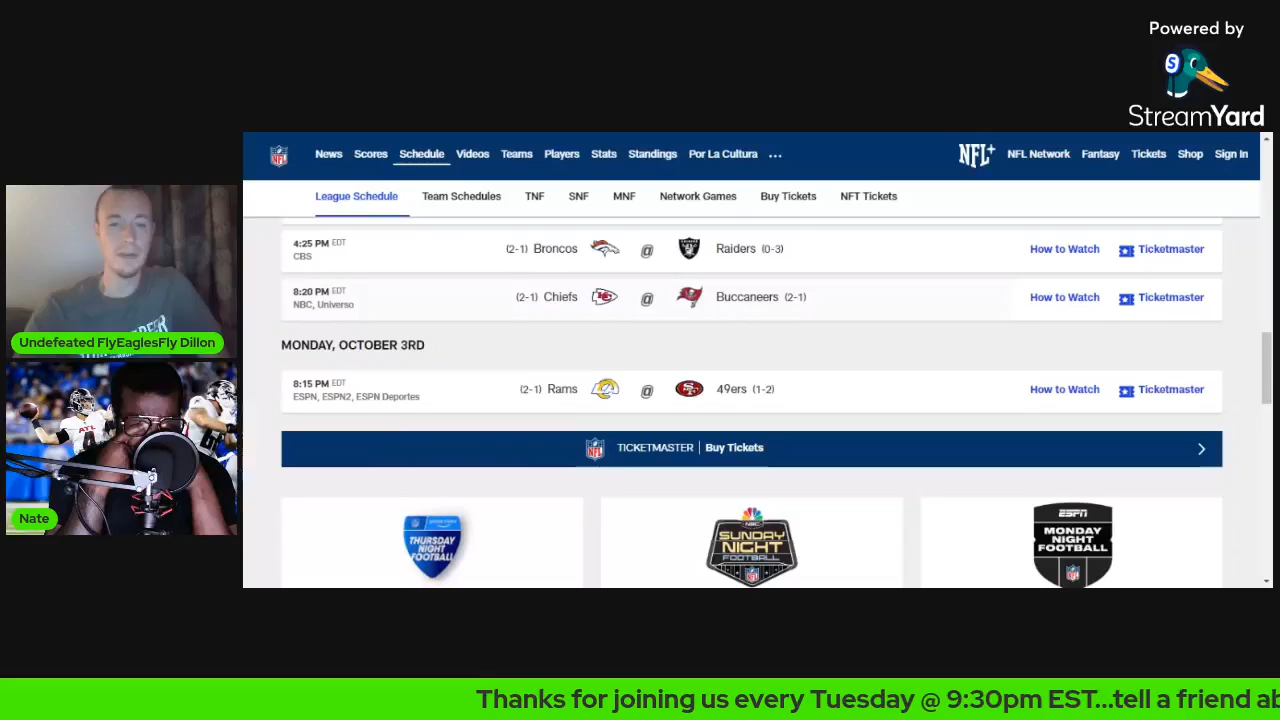 Powered by
StreamYard
News Scores Schedule Videos Teams Players Stats Standings Por La Cultura ...
NFL+ NFL Network Fantasy Tickets Shop Sign In
League Schedule Team Schedules TNF SNF MNF Network Games Buy Tickets NFT Tickets
4:25 PM EDT
CBS
(2-1) Broncos @ Raiders (0-3)
How to Watch Ticketmaster
8:20 PM EDT
NBC, Universo
(2-1) Chiefs @ Buccaneers (2-1)
How to Watch Ticketmaster
MONDAY, OCTOBER 3RD
8:15 PM EDT
ESPN, ESPN2, ESPN Deportes
(2-1) Rams @ 49ers (1-2)
How to Watch Ticketmaster
TICKETMASTER | Buy Tickets
THURSDAY
NIGHT
FOOTBALL
NBC
SUNDAY
NIGHT
FOOTBALL
NFL
ESPN
MONDAY
NIGHT
FOOTBALL
NFL
Undefeated FlyEaglesFly Dillon
ATL
4
Nate
Thanks for joining us every Tuesday @ 9:30pm EST...tell a friend ab